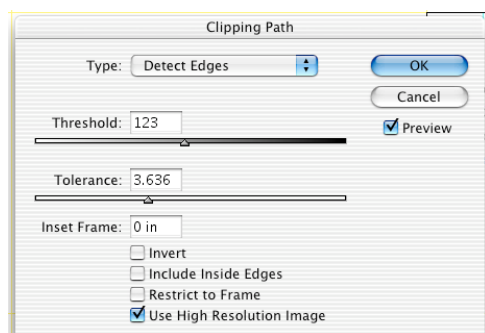 Clipping Path
Type: Detect Edges
OK
Cancel
Preview
Threshold: 123
Tolerance: 3.636
Inset Frame: 0 in
Invert
Include Inside Edges
Restrict to Frame
Use High Resolution Image